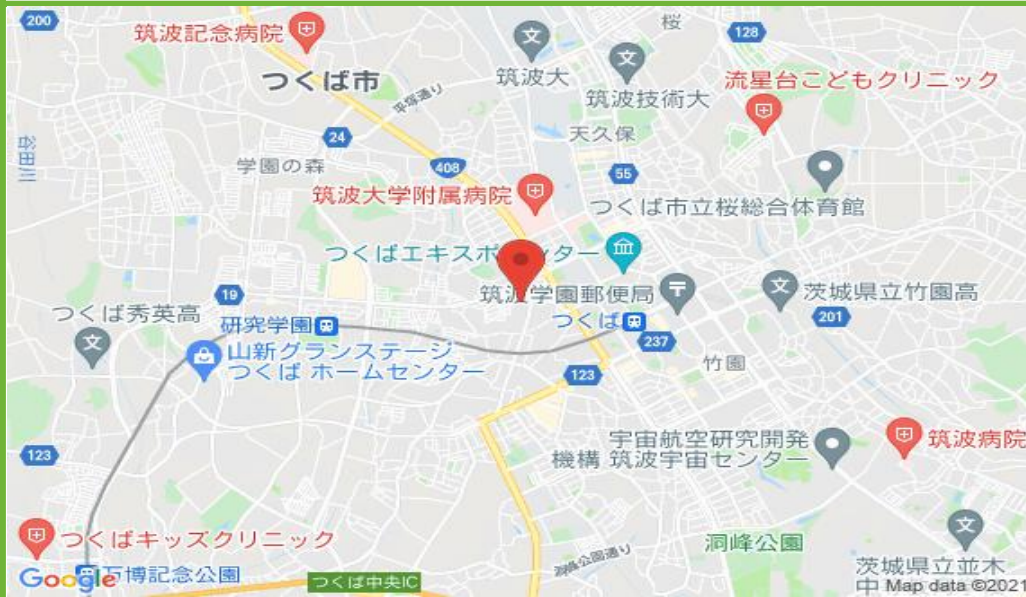 200
筑波記念病院
文
筑波大
文
筑波技術大
桜
128
流星台こどもクリニック
つくば市
平塚通り
天久保
谷田川
24
学園の森
408
55
筑波大学附属病院
つくば市立桜総合体育館
つくばエキスポ
ンター
19
筑波学園郵便局
文
茨城県立竹園高
つくば秀英高
文
研究学園
つくば
201
237
山新グランステージ
つくば ホームセンター
竹園
123
123
宇宙航空研究開発
機構 筑波宇宙センター
筑波病院
つくばキッズクリニック
洞峰公園通り
洞峰公園
文
茨城県立並木
中
Google
万博記念公園
つくば中央IC
Map data ©2021